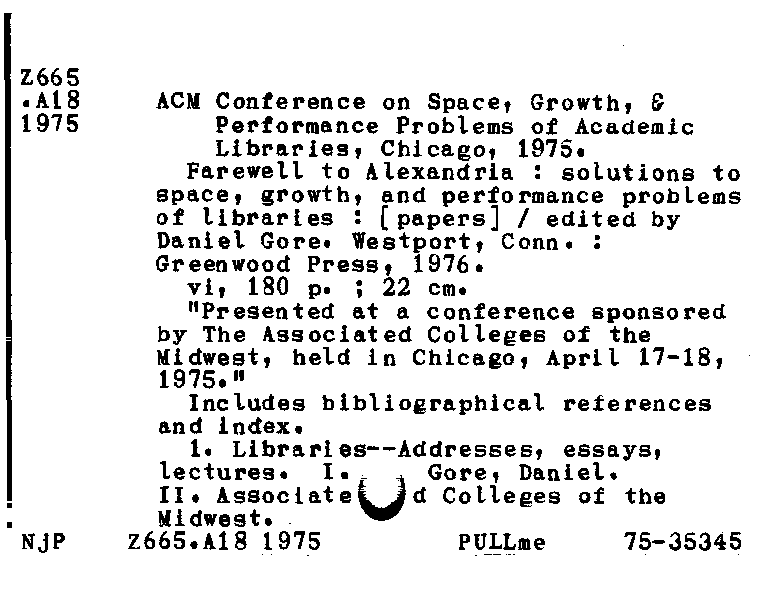 Z665
.A18 ACM Conference on Space, Growth, &
1975 Performance Problems of Academic
Libraries, Chicago, 1975.
Farewell to Alexandria : solutions to
space, growth, and performance problems
of libraries : [papers] / edited by
Daniel Gore. Westport, Conn. :
Greenwood Press, 1976.
vi, 180 p. ; 22 cm.
"Presented at a conference sponsored
by The Associated Colleges of the
Midwest, held in Chicago, April 17-18,
1975."
Includes bibliographical references
and index.
1. Libraries--Addresses, essays,
lectures. I. Gore, Daniel.
II. Associated Colleges of the
Midwest.
NjP Z665.A18 1975 PULLme 75-35345